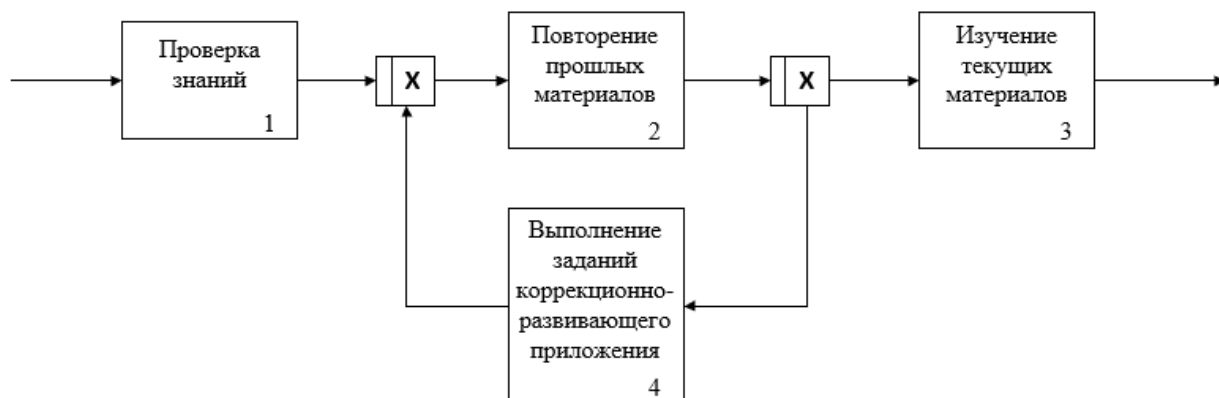 Проверка
знаний
1
X
Повторение
прошлых
материалов
2
X
Изучение
текущих
материалов
3
Выполнение
заданий
коррекционно-
развивающего
приложения
4